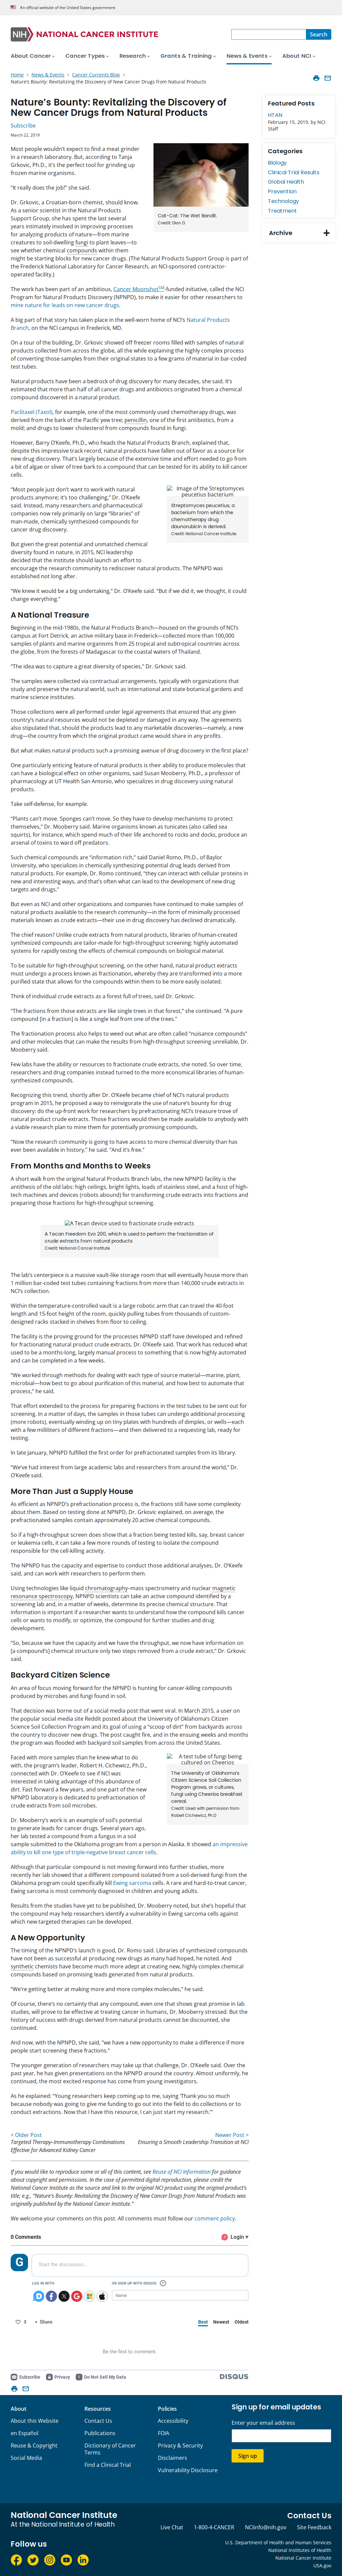 An official website of the United States government
NIH NATIONAL CANCER INSTITUTE
Search
About Cancer
Cancer Types
Research
Grants & Training
News & Events
About NCI
Home
News & Events
Cancer Currents Blog
Nature's Bounty: Revitalizing the Discovery of New Cancer Drugs from Natural Products
Nature's Bounty: Revitalizing the Discovery of
New Cancer Drugs from Natural Products
Subscribe
March 22, 2019
Cat-Cat: The Wet Bandit.
Credit: Glen D.
Most people wouldn't expect to find a mane grinder
in a laboratory. But, according to Tanja
Grkovic, Ph.D., it's the perfect tool for grinding up
frozen marine organisms.
"It really does the job!" she said.
Dr. Grkovic, a Croatian-born chemist, should
know. As a senior scientist in the Natural
Products Support Group, she has spent the last
several years intimately involved in improving processes
for analyzing products of nature—from marine
creatures to soil-dwelling fungi to plant leaves—to
see whether chemical compounds within them
might be starting blocks for new cancer drugs. (The Natural Products Support Group is part of
the Frederick National Laboratory for Cancer Research, an NCI-sponsored contractor-
operated facility.)
The work has been part of an ambitious, Cancer MoonshotSM-funded initiative, called the NCI
Program for Natural Products Discovery (NPNPD), to make it easier for other researchers to
mine nature for leads on new cancer drugs.
A big part of that story has taken place in the well-worn home of NCI's Natural Products
Branch, on the NCI campus in Frederick, MD.
On a tour of the building, Dr. Grkovic showed off freezer rooms filled with samples of natural
products collected from across the globe, all the while explaining the highly complex process
of converting those samples from their original state to a few grams of material in bar-coded
test tubes.
Natural products have been a bedrock of drug discovery for many decades, she said. It's
estimated that more than half of cancer drugs and antibiotics originated from a chemical
compound discovered in a natural product.
Paclitaxel (Taxol), for example, one of the most commonly used chemotherapy drugs, was
derived from the bark of the Pacific yew tree; penicillin, one of the first antibiotics, from a
mold; and drugs to lower cholesterol from compounds found in fungi.
However, Barry O'Keefe, Ph.D., who heads the Natural Products Branch, explained that,
despite this impressive track record, natural products have fallen out of favor as a source for
new drug discovery. That's largely because of the extensive time and effort needed to go from
a bit of algae or sliver of tree bark to a compound that can be tested for its ability to kill cancer
cells.
Image of the Streptomyces
peucetius bacterium
Streptomyces peucetius, a
bacterium from which the
chemotherapy drug
daunorubicin is derived.
Credit: National Cancer Institute
"Most people just don't want to work with natural
products anymore; it's too challenging," Dr. O'Keefe
said. Instead, many researchers and pharmaceutical
companies now rely primarily on large "libraries" of
man-made, chemically synthesized compounds for
cancer drug discovery.
But given the great potential and unmatched chemical
diversity found in nature, in 2015, NCI leadership
decided that the institute should launch an effort to
encourage the research community to rediscover natural products. The NPNPD was
established not long after.
"We knew it would be a big undertaking," Dr. O'Keefe said. "But if we did it, we thought, it could
change everything."
A National Treasure
Beginning in the mid-1980s, the Natural Products Branch—housed on the grounds of NCI's
campus at Fort Detrick, an active military base in Frederick—collected more than 100,000
samples of plants and marine organisms from 25 tropical and subtropical countries across
the globe, from the forests of Madagascar to the coastal waters of Thailand.
"The idea was to capture a great diversity of species," Dr. Grkovic said.
The samples were collected via contractual arrangements, typically with organizations that
already were doing this type of work around the world, such as international and state botanical gardens and
marine science institutes.
Those collections were all performed under legal agreements that ensured that any given
country's natural resources would not be pillaged or damaged in any way. The agreements
also stipulated that, should the products lead to any marketable discoveries—namely, a new
drug—the country from which the original product came would share in any profits.
But what makes natural products such a promising avenue of drug discovery in the first place?
One particularly enticing feature of natural products is their ability to produce molecules that
can have a biological effect on other organisms, said Susan Mooberry, Ph.D., a professor of
pharmacology at UT Health San Antonio, who specializes in drug discovery using natural
products.
Take self-defense, for example.
"Plants can't move. Sponges can't move. So they have to develop mechanisms to protect
themselves," Dr. Mooberry said. Marine organisms known as tunicates (also called sea
squirts), for instance, which spend much of their life anchored to rocks and docks, produce an
arsenal of toxins to ward off predators.
Such chemical compounds are "information rich," said Daniel Romo, Ph.D., of Baylor
University, who specializes in chemically changing potential drug leads derived from
natural products. For example, Dr. Romo continued, "they can interact with cellular proteins in
new and interesting ways, and oftentimes can lead to the development of new drug
targets and drugs."
But even as NCI and other organizations and companies have continued to make samples of
natural products available to the research community—in the form of minimally processed
materials known as crude extracts—their use in drug discovery has declined dramatically.
The chief reason? Unlike crude extracts from natural products, libraries of human-created
synthesized compounds are tailor-made for high-throughput screening: highly automated
systems for rapidly testing the effects of chemical compounds in biological systems.
To be suitable for high-throughput screening, on the other hand, natural product extracts
must undergo a process known as fractionation, whereby they are transformed into a more
purified state that allows for the compounds within them to be more easily isolated.
Think of individual crude extracts as a forest full of trees, said Dr. Grkovic.
"The fractions from those extracts are like single trees in that forest," she continued. "A pure
compound [in a fraction] is like a single leaf from one of the trees."
The fractionation process also helps to weed out what are often called "nuisance compounds"
and other molecules that can make the results from high-throughput screening unreliable, Dr.
Mooberry said.
Few labs have the ability or resources to fractionate any extracts, she noted. So over time,
cancer researchers increasingly turned to the more economical libraries of human-
synthesized compounds.
Recognizing this trend, shortly after Dr. O'Keefe became chief of NCI's natural products
program in 2015, he proposed a way to reinvigorate the use of nature's bounty for drug
discovery: do the up-front work for researchers by prefractionating NCI's treasure trove of
natural products. That work could then allow for the compounds to be available to anybody
with a viable research plan to mine them for potentially promising compounds.
"Now the research community is going to now have access to the chemical diversity than has
ever been possible in human history," he said. "And it's free."
From Months and Months to Weeks
A short walk from the original Natural Products Branch labs, the new NPNPD facility is the
antithesis of the old labs: high ceilings, bright lights, loads of seamless steel, and a host of
new machines and devices (robots abound) for transforming crude extracts into fractions and
preparing those fractions for high-throughput screening.
A Tecan device used to fractionate crude extracts
A Tecan Freedom Evo 200, which is used to perform the fractionation of
crude extracts from natural products
Credit: National Cancer Institute
The lab's centerpiece is a massive vault-like storage room that will eventually house more than
1 million bar-coded test tubes containing fractions from more than 140,000 crude extracts in
NCI's collection.
Within the temperature-controlled vault is a large robotic arm that can travel the 40-foot
length and 15-foot height of the room, quickly pulling tubes from thousands of custom-
designed racks situated in shelves from floor to ceiling.
The facility is the proving ground for the processes NPNPD staff have developed for
fractionating natural product crude extracts, Dr. O'Keefe said. That work has reduced what
used to be a months-long, largely manual process to something that is now highly automated
and can be completed in a few weeks.
"We worked through methods for dealing with each type of source material—marine, plant,
microbial—how best to go about purification of this material, and how best to automate that
process," he said.
That effort extended to the process for preparing fractions in the test tubes to be sent out for
screening. In a matter of days, the samples in those tubes can undergo additional processing
(more robots), eventually ending up in small plates, with hundreds of dimples, or wells—each
with a few milliliters of different fractions—and then delivered to a requesting lab, ready for
testing.
In late January, NPNPD fulfilled the first order for prefractionated samples from its library.
"We've had interest from large academic labs and researchers from around the world," Dr.
O'Keefe said.
More Than Just a Supply House
As efficient as NPNPD's prefractionation process is, the fractions still have some complexity
about them. Based on testing done at NPNPD, Dr. Grkovic explained, on average, the
prefractionated samples contain approximately 20 active chemical compounds.
So if a high-throughput screen does show that a fraction being tested kills, say, breast cancer
or leukemia cells, it can take a few more rounds of testing to isolate the compound
responsible for the cell-killing activity.
The NPNPD has the capacity and expertise to conduct those additional analyses, Dr. O'Keefe
said, and can work with researchers to perform them.
Using technologies like liquid chromatography–mass spectrometry and nuclear magnetic
resonance spectroscopy, NPNPD scientists can take an active compound identified by a
screening lab and, in a matter of weeks, determine its precise chemical structure. That
information is important if a researcher wants to understand how the compound kills cancer
cells or wants to modify, or optimize, the compound for further studies and drug
development.
"So, because we have the capacity and we have the throughput, we can now have information on
[a compound's] chemical structure only two steps removed from a crude extract," Dr. Grkovic
said.
Backyard Citizen Science
A potential area of focus moving forward for the NPNPD is hunting for cancer-killing compounds
produced by microbes and fungi found in soil.
That decision was borne out of a social media post that went viral. In March 2015, a user on
the popular social media site Reddit posted about the University of Oklahoma's Citizen
Science Soil Collection Program and its goal of using a "scoop of dirt" from backyards across
the country to discover new drugs. The post caught fire, and in the ensuing weeks and months
the program was flooded with backyard soil samples from across the United States.
A test tube of fungi being
cultured on Cheerios
The University of Oklahoma's
Citizen Science Soil Collection
Program grows, or cultures,
fungi using Cheerios breakfast
cereal.
Credit: Used with permission from
Robert Cichewicz, Ph.D
Faced with more samples than he knew what to do
with, the program's leader, Robert H. Cichewicz, Ph.D.,
connected with Dr. O'Keefe to see if NCI was
interested in taking advantage of all
that dirt. That request eventually spawned a new
part of the NPNPD initiative, dedicated to fractionation
of crude extracts from soil microbes.
Dr. Mooberry's work is an example of soil's potential
to generate leads for cancer drugs. Several years ago,
her lab tested a compound from a fungus in a soil
sample submitted to the Oklahoma program from a person in Alaska. It showed an impressive
ability to kill one type of triple-negative breast cancer cells.
Although that particular compound is not moving forward into further studies, more
recently her lab has shown that several different compound isolated from a soil-derived fungi from the
Oklahoma program could specifically kill Ewing sarcoma cells. A rare and hard-to-treat cancer,
Ewing sarcoma is most commonly diagnosed in children and young adults.
Results from the studies have yet to be published, Dr. Mooberry noted, but she's hopeful that
the compound may help researchers identify a vulnerability in Ewing sarcoma cells against
which new targeted therapies can be developed.
A New Opportunity
The timing of the NPNPD's launch is good, Dr. Romo said. Libraries of synthesized compounds
have not been as successful at producing new drugs as many had hoped, he noted. And
synthetic chemists have become much more adept at creating new, highly complex chemical
compounds based on promising leads generated from natural products.
"We're getting better at making more and more complex molecules," he said.
Of course, there's no certainty that any compound, even one that shows great promise in lab
studies, will prove to be effective at treating cancer in humans, Dr. Mooberry stressed. But the
history of success with cancer drugs derived from natural products should not be
discounted.
And now, with the NPNPD, she said, "we have a new opportunity to make a difference if more
people start screening these fractions."
The younger generation of researchers may take up that challenge, Dr. O'Keefe said. Over the
past year, he has given presentations on the NPNPD around the country. Almost uniformly, he
continued, the most excited response has come from young investigators.
As he explained: "Young researchers keep coming up to me, saying 'Thank you so much
because nobody was going to give me funding to go out into the field to do collections or to
conduct extractions. Now that I have this resource, I can just start my research.'"
< Older Post
Targeted Therapy–Immunotherapy Combinations
Effective for Advanced Kidney Cancer
Newer Post >
Ensuring a Smooth Leadership Transition at NCI
If you would like to reproduce some or all of this content, see Reuse of NCI Information for guidance
about copyright and permissions. In the case of permitted digital reproduction, please credit the
National Cancer Institute as the source and link to the original NCI product using the original product's
title; e.g., "Nature's Bounty: Revitalizing the Discovery of New Cancer Drugs from Natural Products was
originally published by the National Cancer Institute."
We welcome your comments on this post. All comments must follow our comment policy.
0 Comments
1
Login
G
Start the discussion...
LOG IN WITH
OR SIGN UP WITH DISQUS ?
Name
0
Share
Best
Newest
Oldest
Be the first to comment.
Subscribe
Privacy
Do Not Sell My Data
DISQUS
Featured Posts
HTAN
February 15, 2019, by NCI
Staff
Categories
Biology
Clinical Trial Results
Global Health
Prevention
Technology
Treatment
Archive
+
About
About this Website
en Español
Reuse & Copyright
Social Media
Resources
Contact Us
Publications
Dictionary of Cancer
Terms
Find a Clinical Trial
Policies
Accessibility
FOIA
Privacy & Security
Disclaimers
Vulnerability Disclosure
Sign up for email updates
Enter your email address
Sign up
National Cancer Institute
At the National Institutes of Health
Follow us
Contact Us
Live Chat
1-800-4-CANCER
NCIinfo@nih.gov
Site Feedback
U.S. Department of Health and Human Services
National Institutes of Health
National Cancer Institute
USA.gov